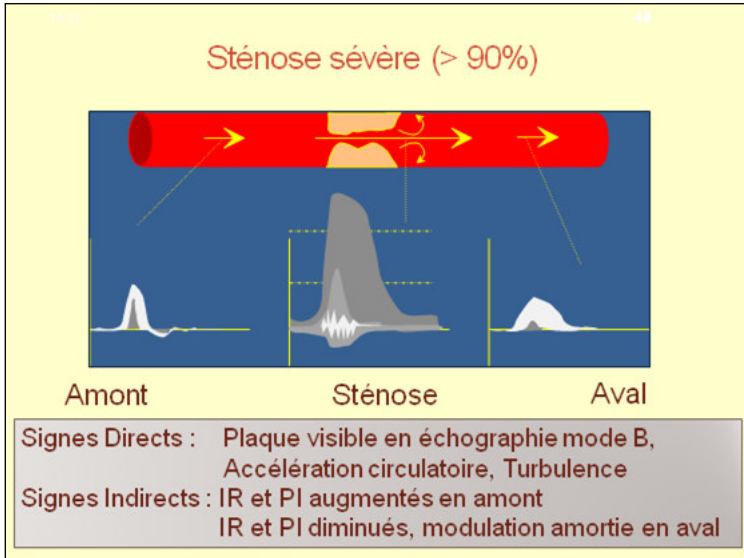 Sténose sévère (> 90%)
Amont Sténose Aval
Signes Directs : Plaque visible en échographie mode B,
Accélération circulatoire, Turbulence
Signes Indirects : IR et PI augmentés en amont
IR et PI diminués, modulation amortie en aval